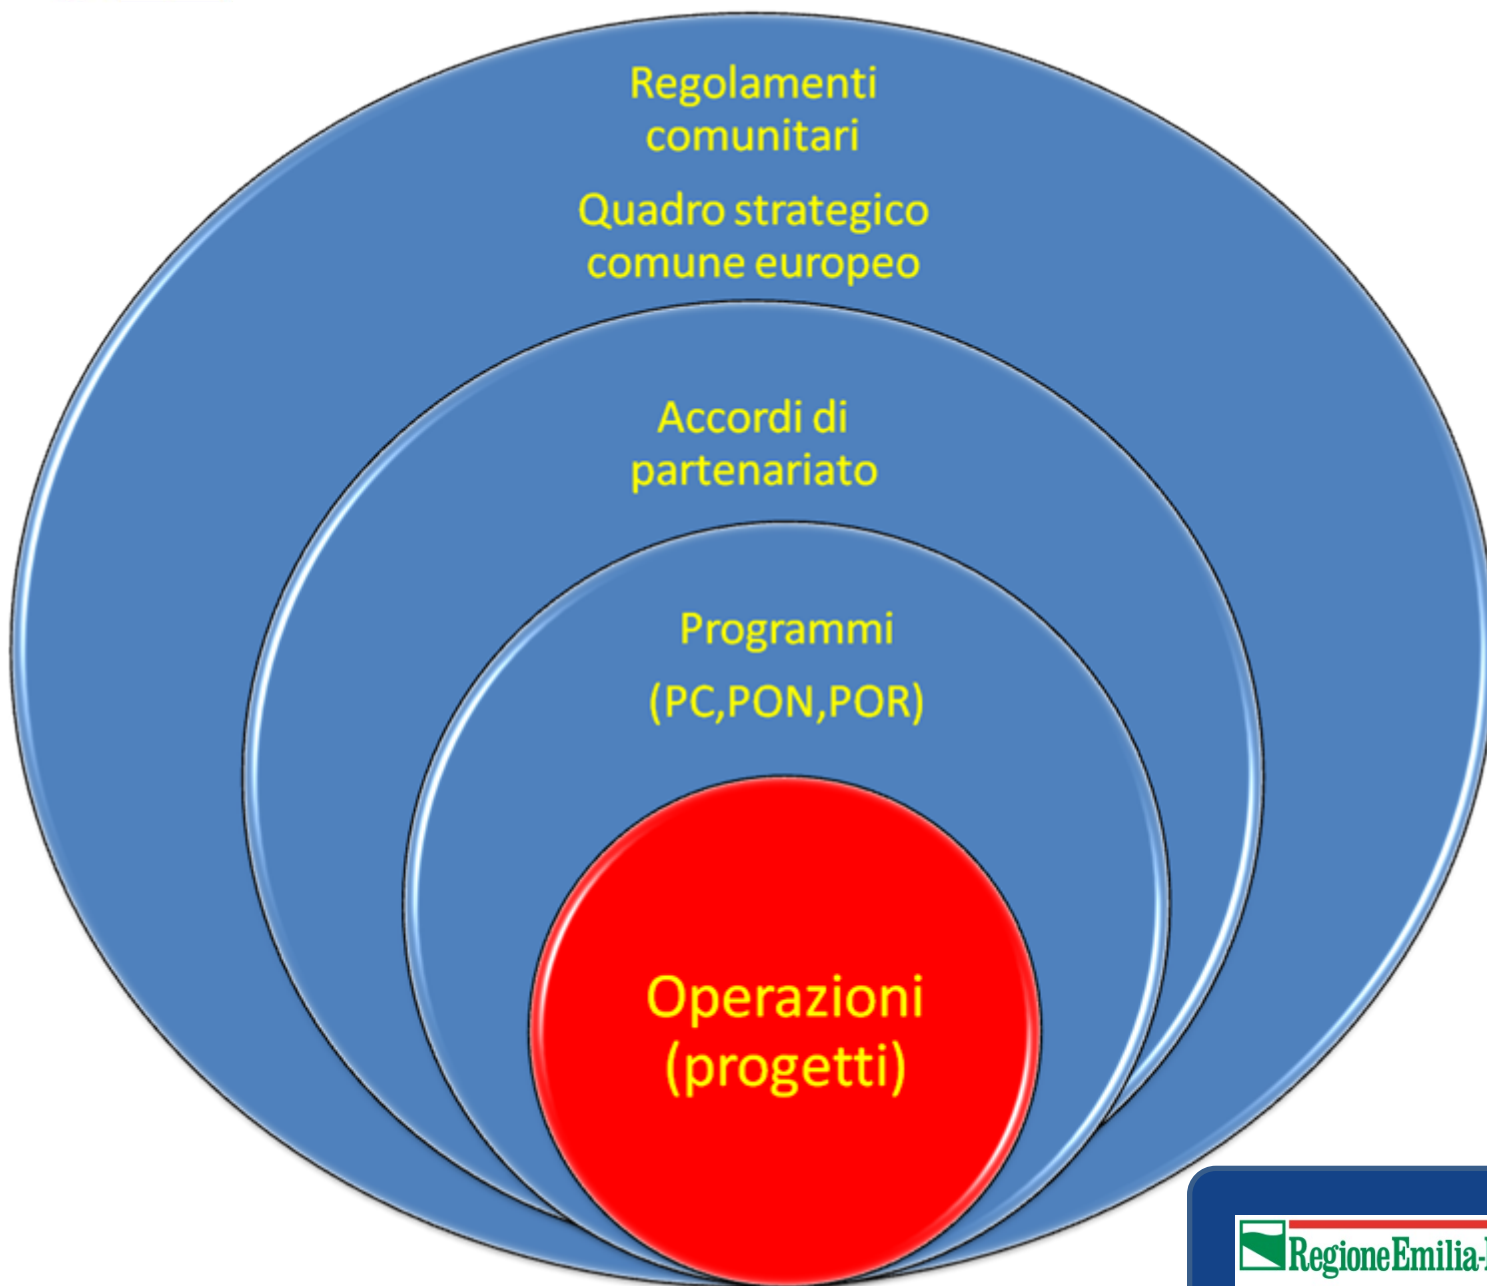 Regolamenti
comunitari
Quadro strategico
comune europeo
Accordi di
partenariato
Programmi
(PC,PON,POR)
Operazioni
(progetti)
RegioneEmilia-